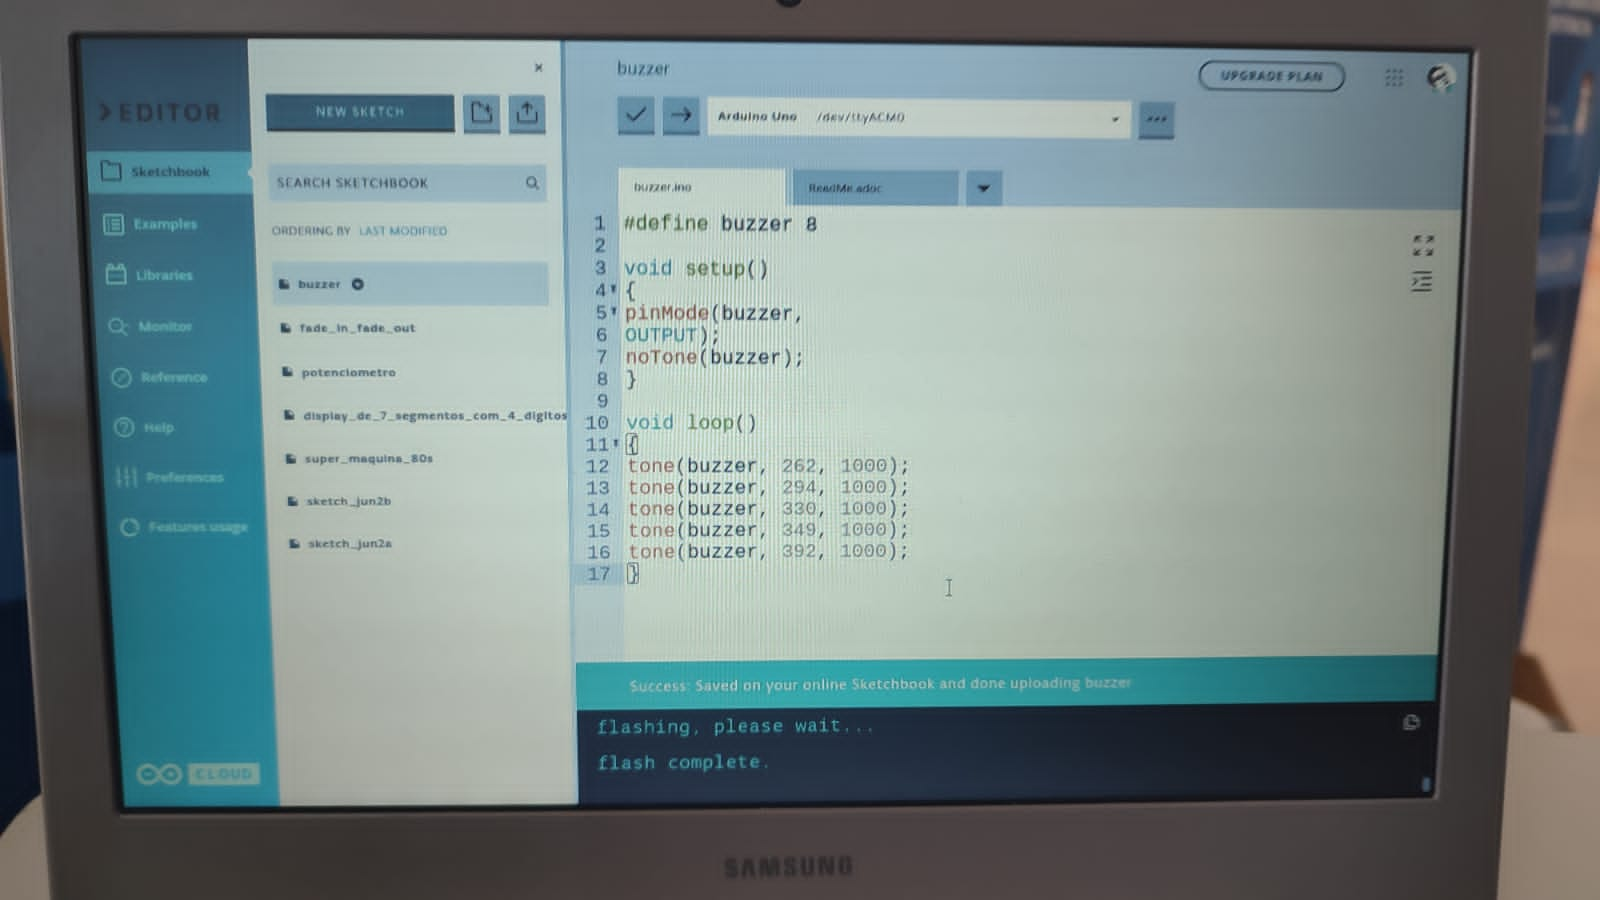 buzzer
UPGRADE PLAN
EDITOR
NEW SKETCH
Arduino Uno /dev/ttyACM0
Sketchbook
SEARCH SKETCHBOOK
buzzer.ino
ReadMe.adoc
Examples
ORDERING BY LAST MODIFIED
Libraries
buzzer
Monitor
fade_in_fade_out
Reference
potenciometro
Help
display_de_7_segmentos_com_4_digitos
Preferences
super_maquina_80s
sketch_jun2b
Features usage
sketch_jun2a
CLOUD
1 #define buzzer 8
2
3 void setup()
4 {
5 pinMode(buzzer,
6 OUTPUT);
7 noTone(buzzer);
8 }
9
10 void loop()
11 {
12 tone(buzzer, 262, 1000);
13 tone(buzzer, 294, 1000);
14 tone(buzzer, 330, 1000);
15 tone(buzzer, 349, 1000);
16 tone(buzzer, 392, 1000);
17 }
Success: Saved on your online Sketchbook and done uploading buzzer
flashing, please wait...
flash complete.
SAMSUNG